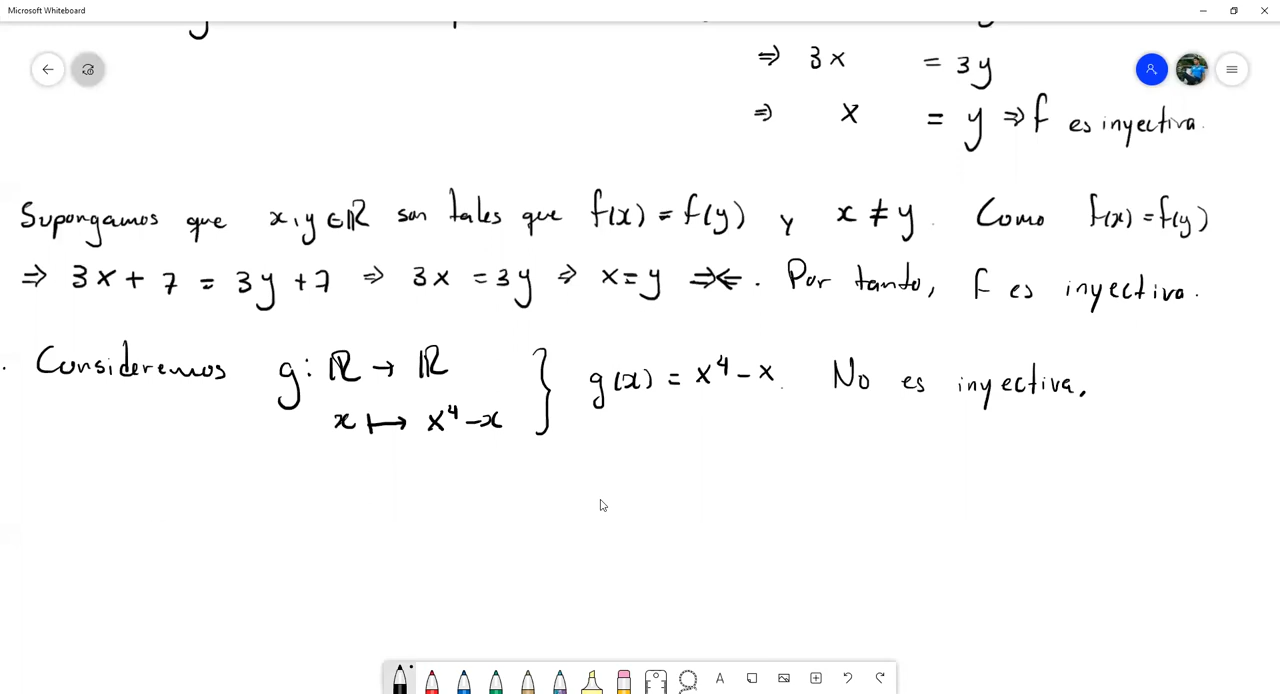 Microsoft Whiteboard
⇒ 3x = 3y
⇒ x = y ⇒ f es inyectiva.
Supongamos que x,y ∈ ℝ son tales que f(x) = f(y) y x ≠ y. Como f(x) = f(y)
⇒ 3x + 7 = 3y + 7 ⇒ 3x = 3y ⇒ x = y ⇒⇐. Por tanto, f es inyectiva.
. Consideremos g: ℝ → ℝ } g(x) = x⁴ - x. No es inyectiva.
x ↦ x⁴ - x
A